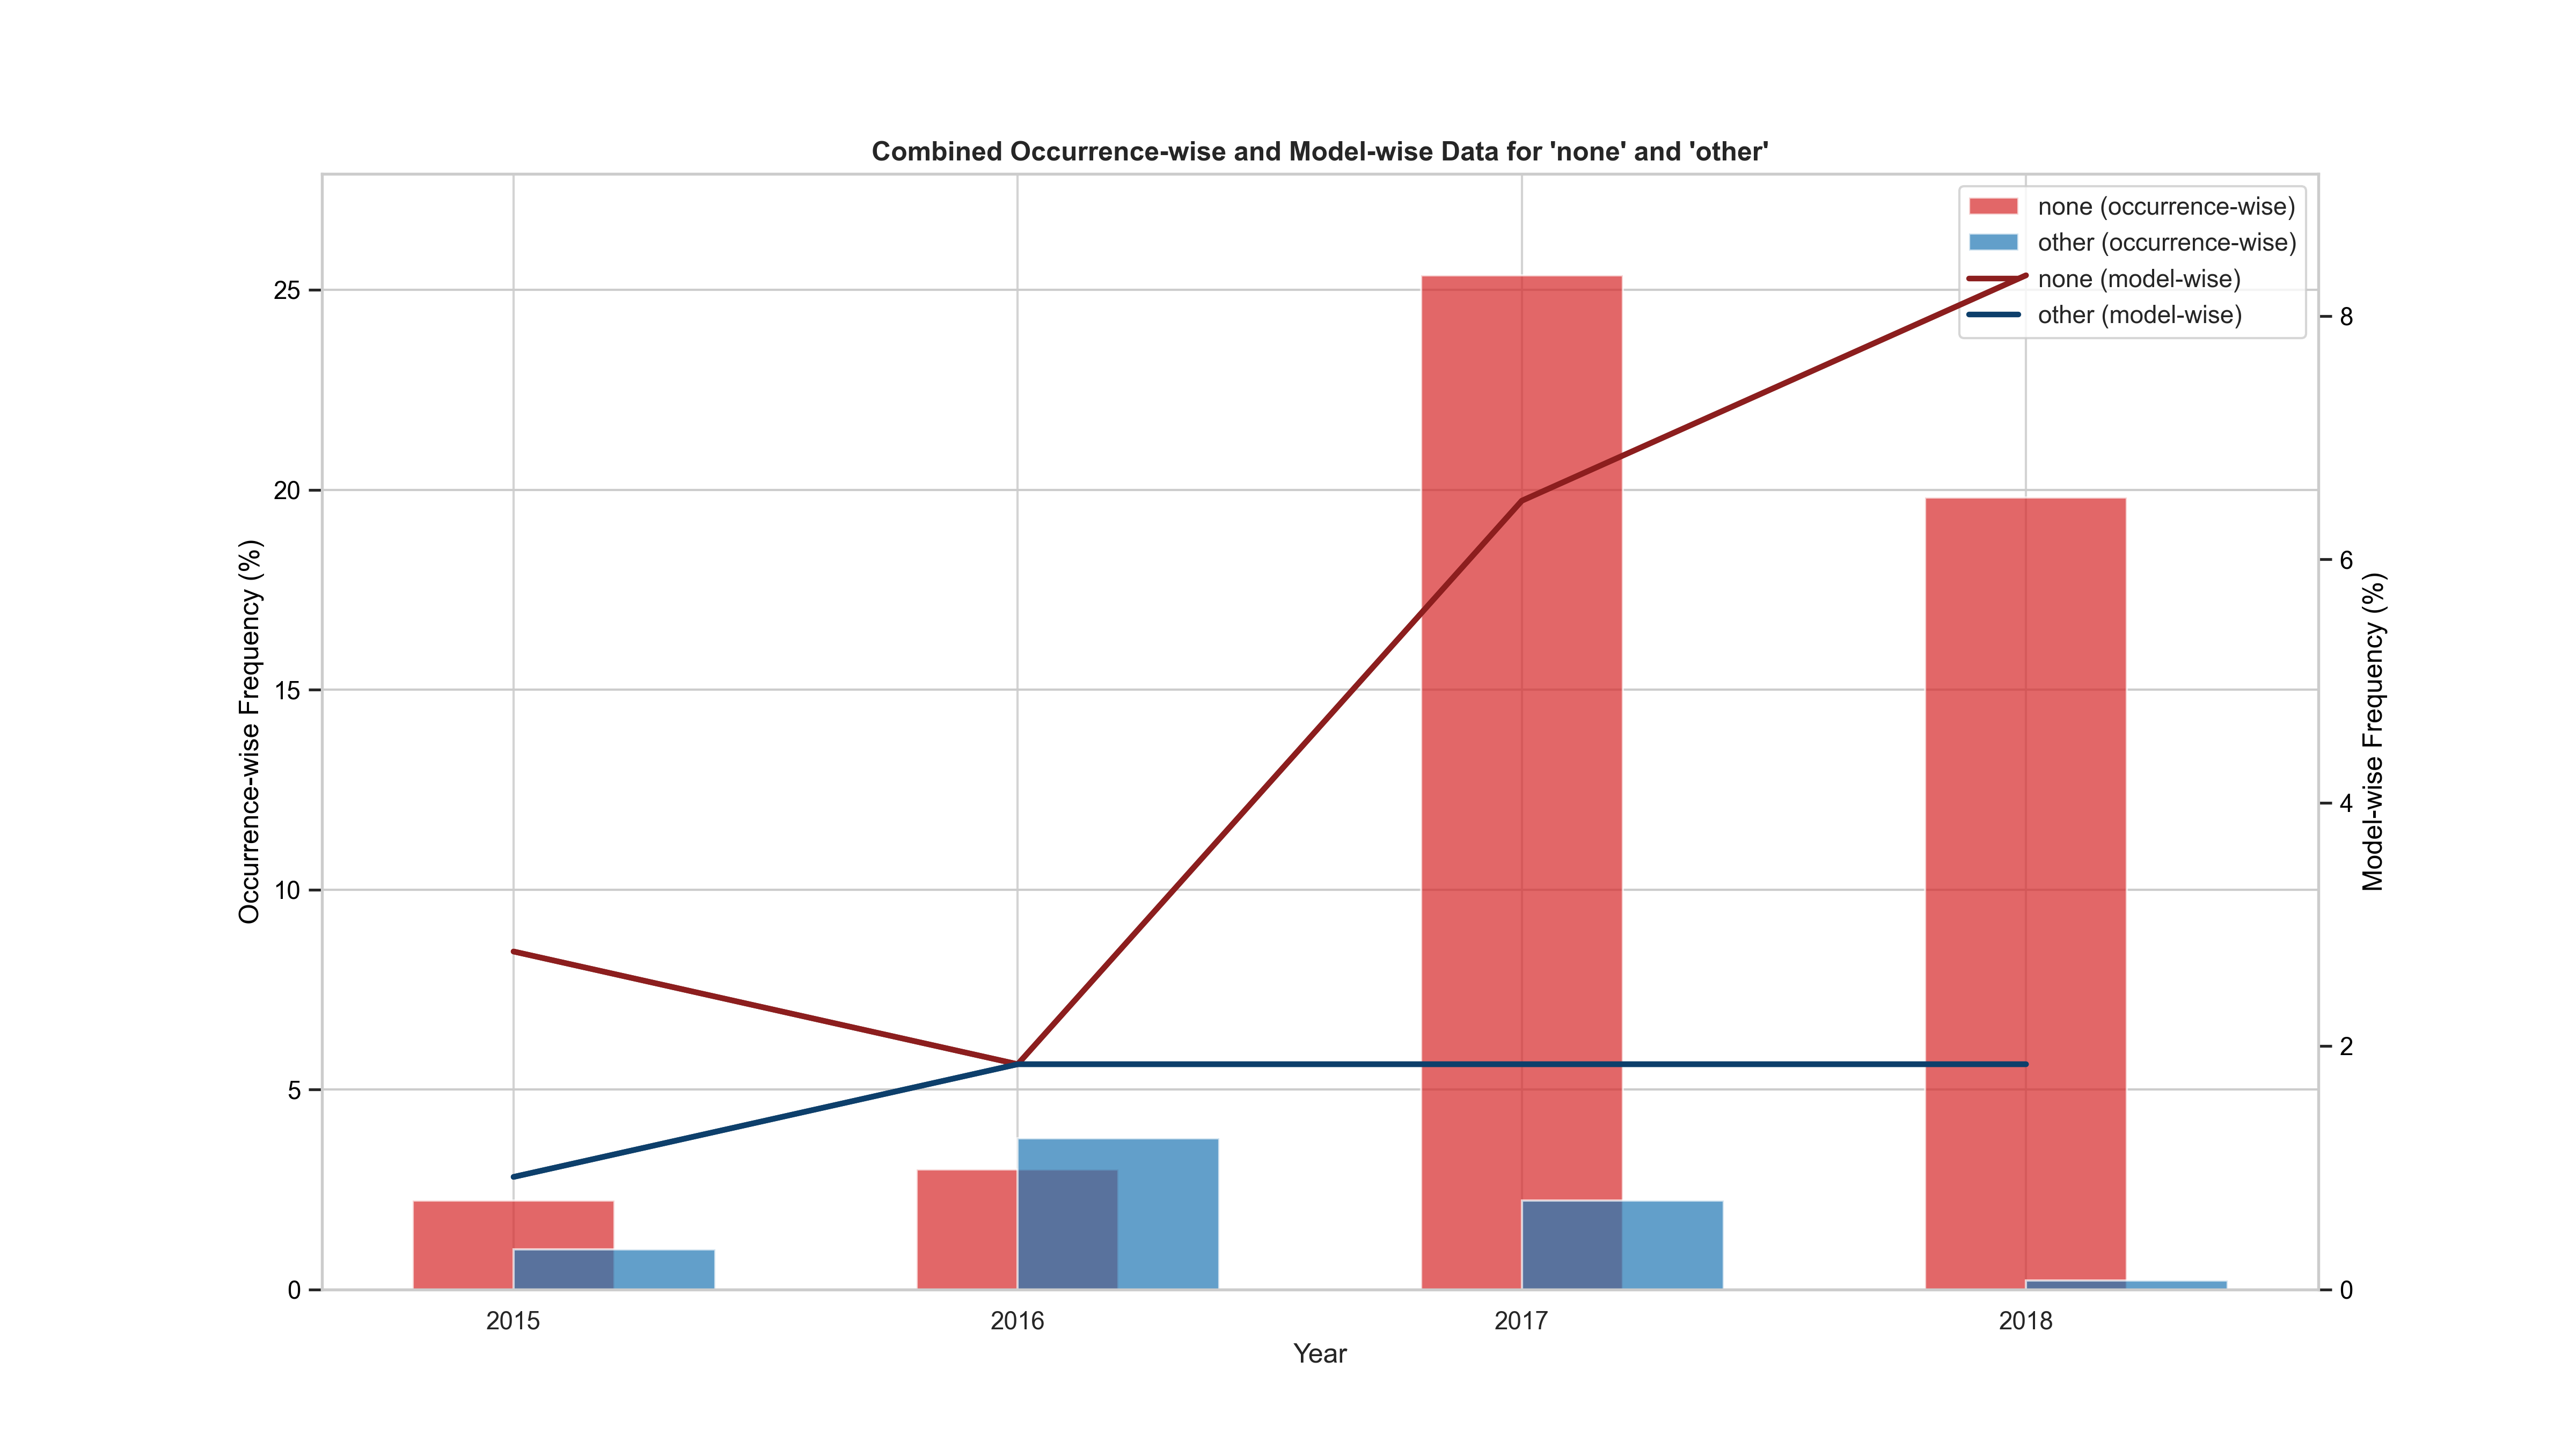 Combined Occurrence-wise and Model-wise Data for 'none' and 'other'
none (occurrence-wise)
other (occurrence-wise)
none (model-wise)
other (model-wise)
Occurrence-wise Frequency (%)
25
20
15
10
5
0
Model-wise Frequency (%)
8
6
4
2
0
2015
2016
2017
2018
Year